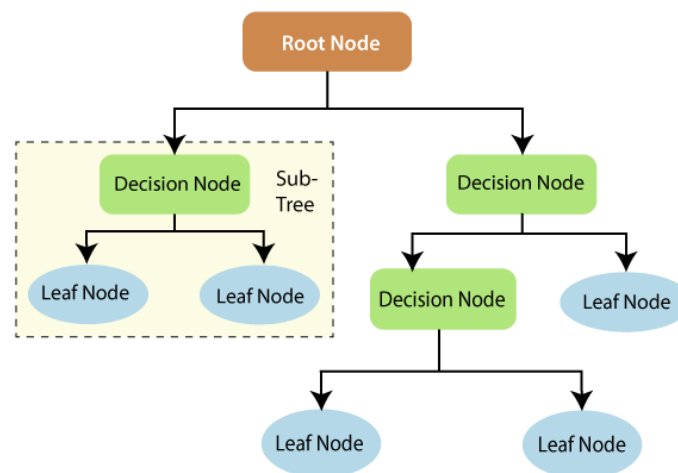 Root Node
Decision Node
Sub-
Tree
Decision Node
Leaf Node
Leaf Node
Decision Node
Leaf Node
Leaf Node
Leaf Node